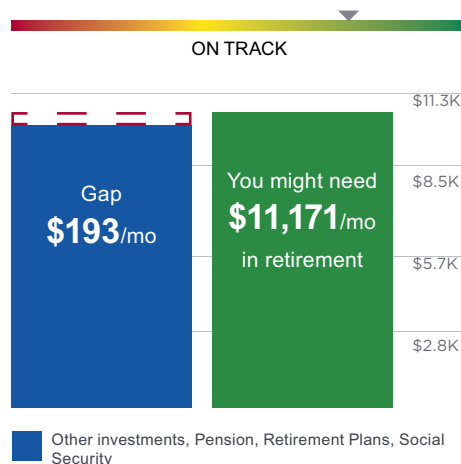 ON TRACK
$11.3K
Gap
$193/mo
You might need
$11,171/mo
in retirement
$8.5K
$5.7K
$2.8K
Other investments, Pension, Retirement Plans, Social
Security